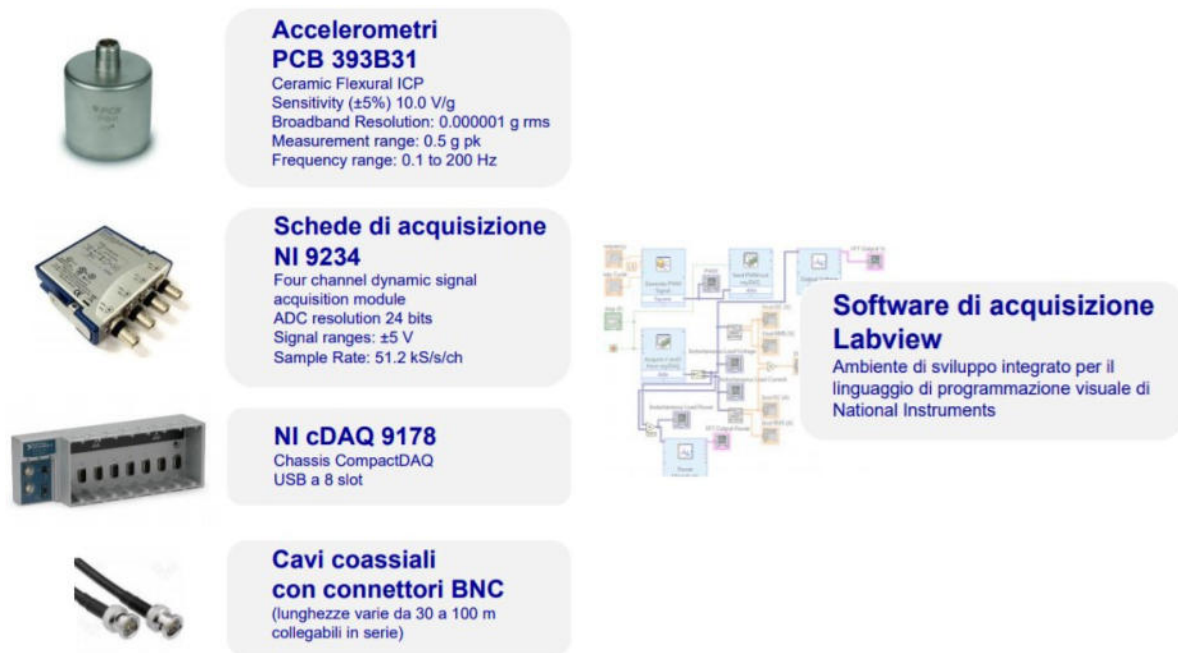 Accelerometri
PCB 393B31
Ceramic Flexural ICP
Sensitivity (±5%) 10.0 V/g
Broadband Resolution: 0.000001 g rms
Measurement range: 0.5 g pk
Frequency range: 0.1 to 200 Hz
Schede di acquisizione
NI 9234
Four channel dynamic signal
acquisition module
ADC resolution 24 bits
Signal ranges: ±5 V
Sample Rate: 51.2 kS/s/ch
NI cDAQ 9178
Chassis CompactDAQ
USB a 8 slot
Cavi coassiali
con connettori BNC
(lunghezze varie da 30 a 100 m
collegabili in serie)
Software di acquisizione
Labview
Ambiente di sviluppo integrato per il
linguaggio di programmazione visuale di
National Instruments